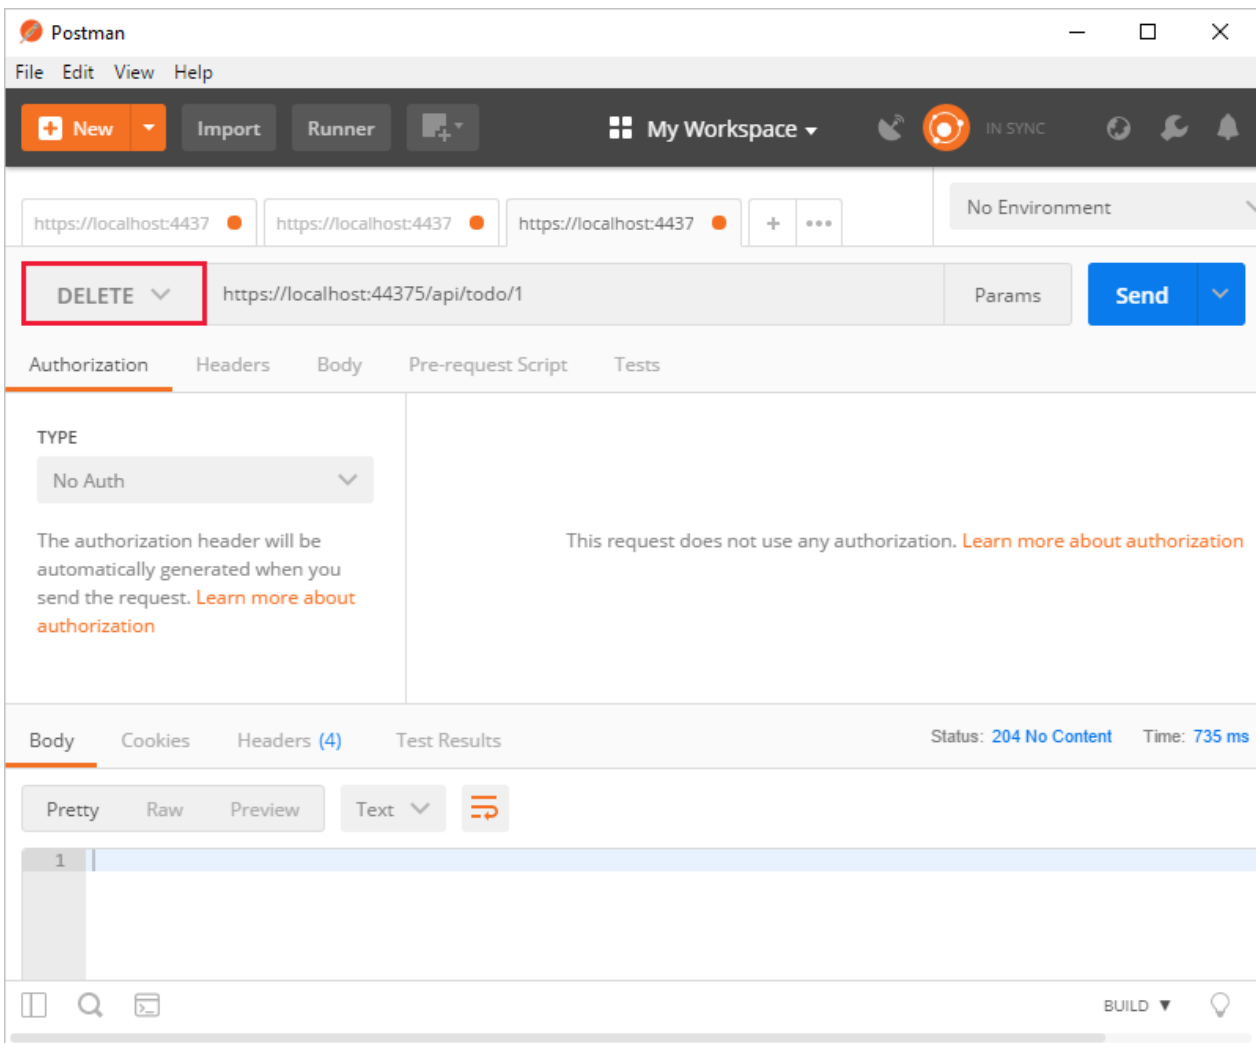 Postman
File Edit View Help
New Import Runner My Workspace IN SYNC
https://localhost:4437 https://localhost:4437 https://localhost:4437 + ••• No Environment
DELETE https://localhost:44375/api/todo/1 Params Send
Authorization Headers Body Pre-request Script Tests
TYPE
No Auth
The authorization header will be
automatically generated when you
send the request. Learn more about
authorization
This request does not use any authorization. Learn more about authorization
Body Cookies Headers (4) Test Results Status: 204 No Content Time: 735 ms
Pretty Raw Preview Text
1
BUILD